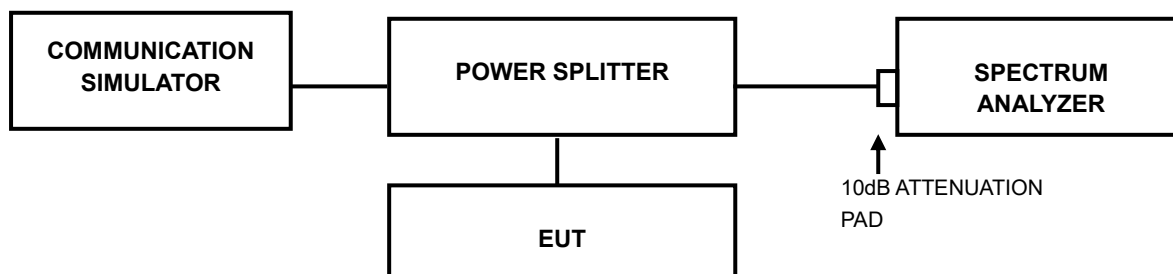 COMMUNICATION
SIMULATOR
POWER SPLITTER
SPECTRUM
ANALYZER
10dB ATTENUATION
PAD
EUT